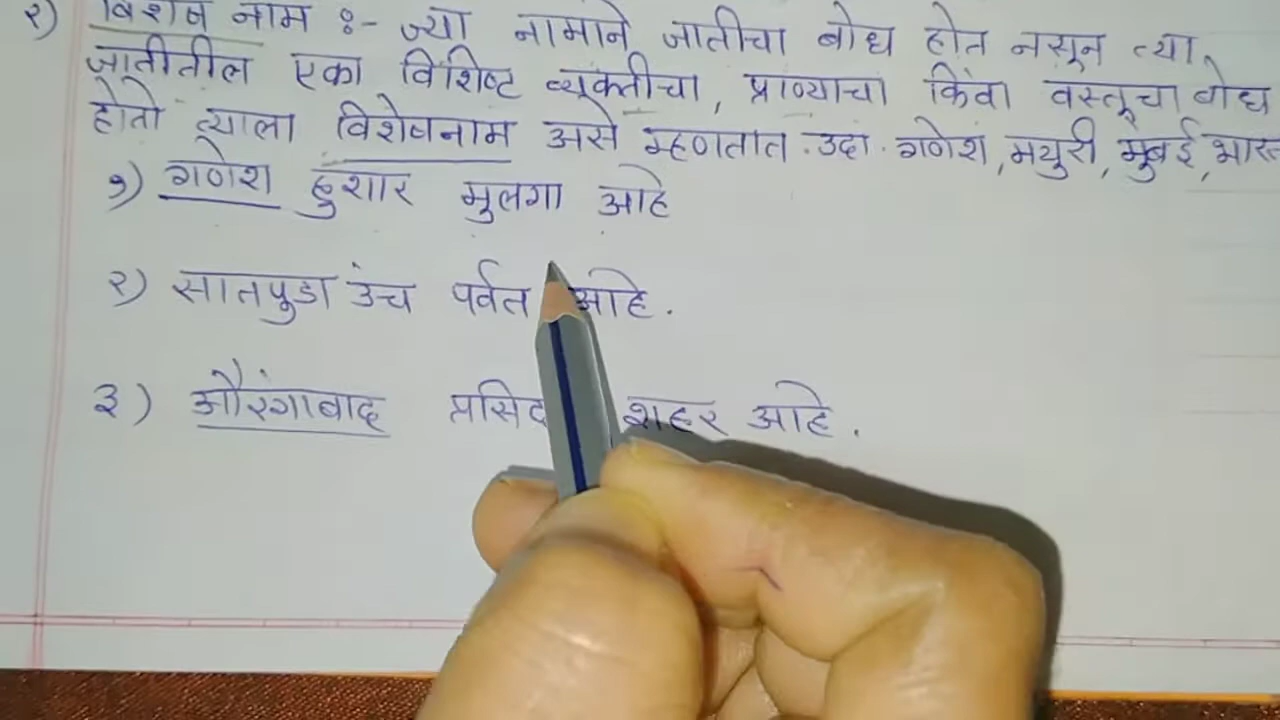 २) विशेष नाम :- ज्या नामाने जातीचा बोध होत नसून त्या
जातीतील एका विशिष्ट व्यक्तीचा, प्राण्याचा किंवा वस्तूचा बोध
होतो त्याला विशेषनाम असे म्हणतात. उदा. गणेश, मयुरी, मुंबई, भारत
१) गणेश हुशार मुलगा आहे
२) सातपुडा उंच पर्वत आहे.
३) औरंगाबाद शहर आहे.